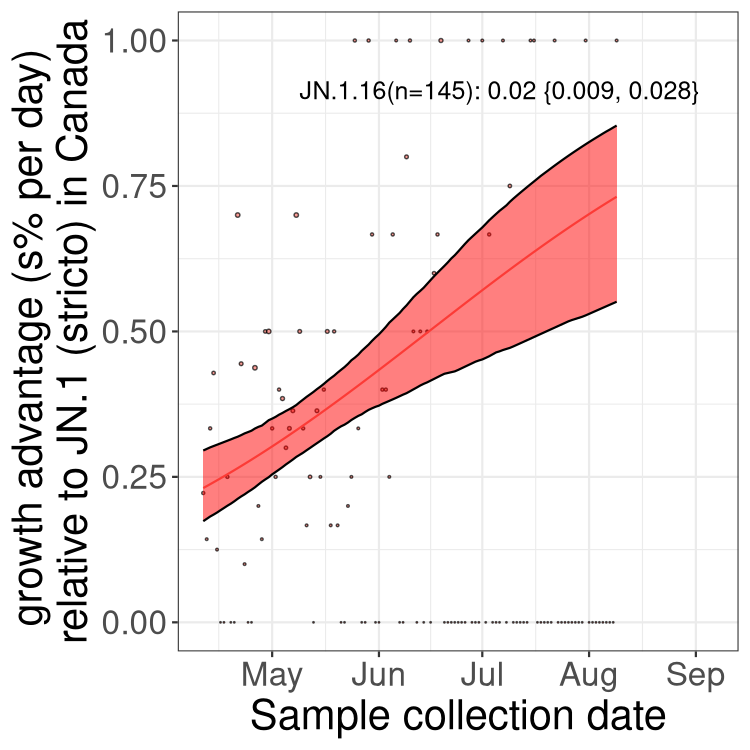 growth advantage (s% per day)
relative to JN.1 (stricto) in Canada
1.00
0.75
0.50
0.25
0.00
JN.1.16(n=145): 0.02 {0.009, 0.028}
May Jun Jul Aug Sep
Sample collection date